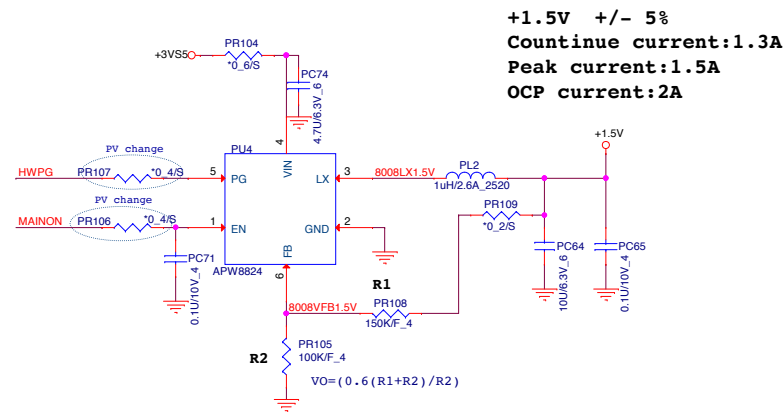 +1.5V +/- 5%
Countinue current:1.3A
Peak current:1.5A
OCP current:2A
+3VS5
PR104
*0_6/S
PC74
4.7U/6.3V_6
PU4
4
VIN
PV change
HWPG
PR107
*0_4/S
5
PG
LX
3
8008LX1.5V
PL2
1uH/2.6A_2520
+1.5V
PV change
MAINON
PR106
*0_4/S
1
EN
GND
2
PR109
*0_2/S
PC71
0.1U/10V_4
FB
APW8824
6
PC64
10U/6.3V_6
PC65
0.1U/10V_4
R1
8008VFB1.5V
PR108
150K/F_4
R2
PR105
100K/F_4
VO=(0.6(R1+R2)/R2)